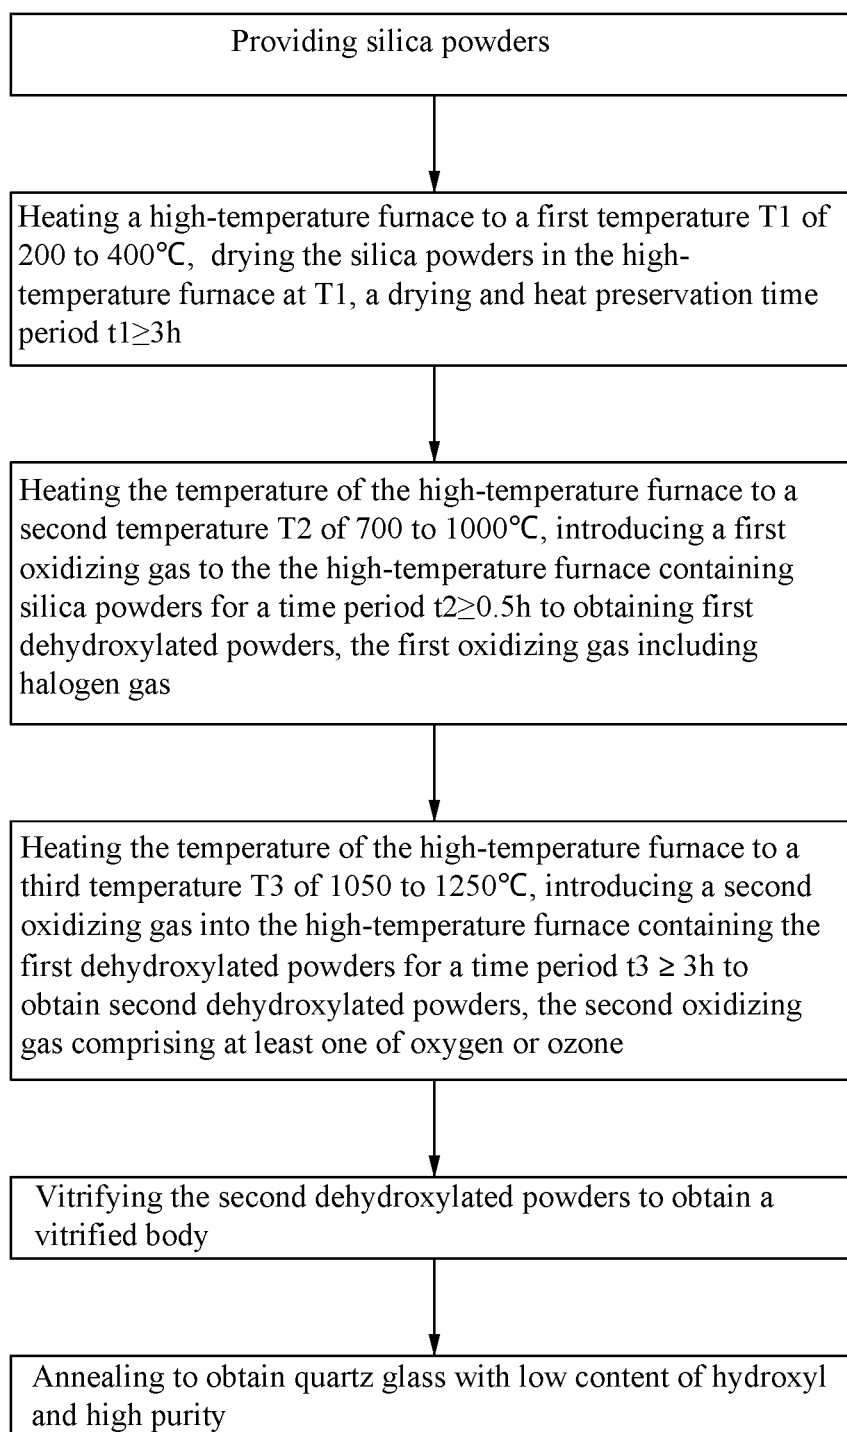 Providing silica powders
Heating a high-temperature furnace to a first temperature T1 of
200 to 400℃, drying the silica powders in the high-
temperature furnace at T1, a drying and heat preservation time
period t1≥3h
Heating the temperature of the high-temperature furnace to a
second temperature T2 of 700 to 1000℃, introducing a first
oxidizing gas to the the high-temperature furnace containing
silica powders for a time period t2≥0.5h to obtaining first
dehydroxylated powders, the first oxidizing gas including
halogen gas
Heating the temperature of the high-temperature furnace to a
third temperature T3 of 1050 to 1250℃, introducing a second
oxidizing gas into the high-temperature furnace containing the
first dehydroxylated powders for a time period t3 ≥ 3h to
obtain second dehydroxylated powders, the second oxidizing
gas comprising at least one of oxygen or ozone
Vitrifying the second dehydroxylated powders to obtain a
vitrified body
Annealing to obtain quartz glass with low content of hydroxyl
and high purity